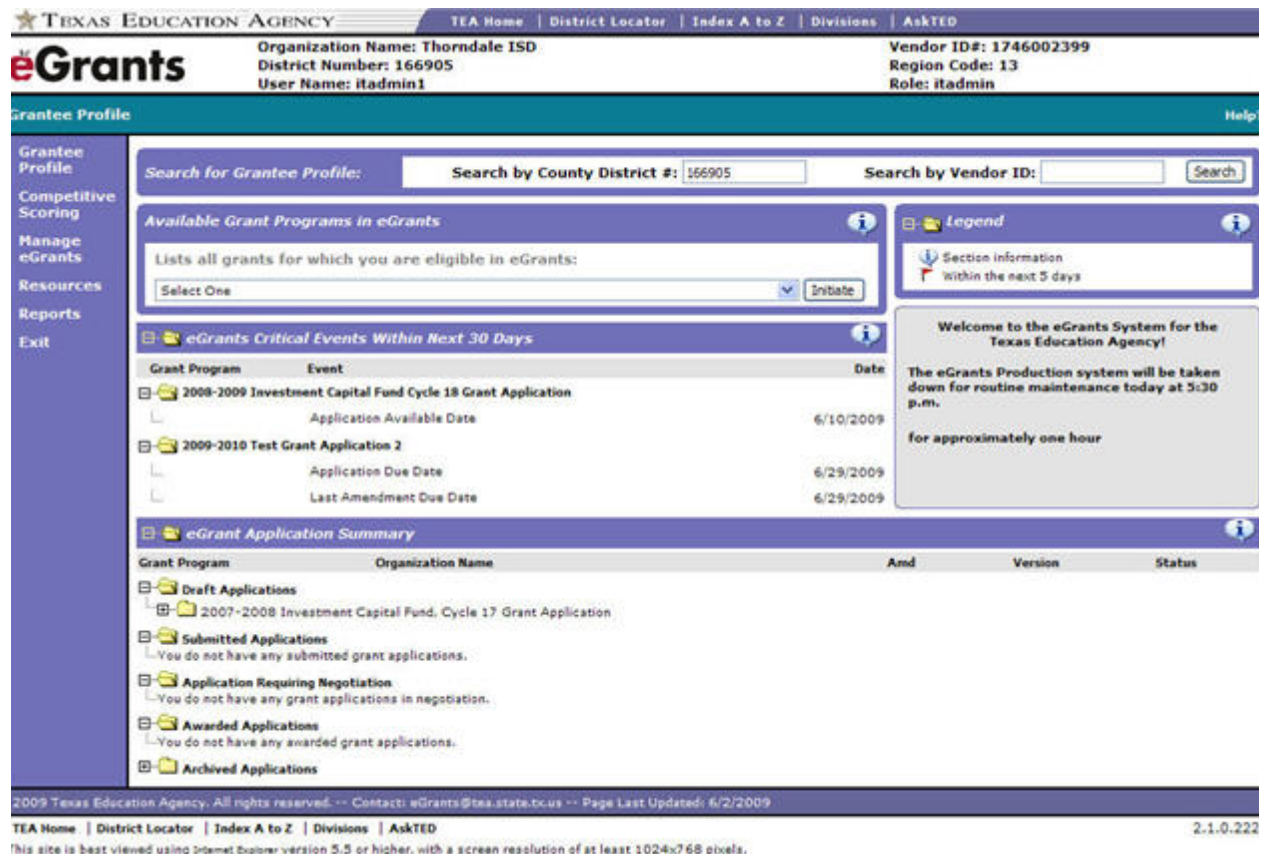 TEXAS EDUCATION AGENCY TEA Home | District Locator | Index A to Z | Divisions | AskTED
eGrants
Organization Name: Thorndale ISD Vendor ID#: 1746002399
District Number: 166905 Region Code: 13
User Name: itadmin1 Role: itadmin
Grantee Profile Help?
Grantee
Profile
Competitive
Scoring
Manage
eGrants
Resources
Reports
Exit
Search for Grantee Profile: Search by County District #: 166905 Search by Vendor ID: Search
Available Grant Programs in eGrants
Lists all grants for which you are eligible in eGrants:
Select One Initiate
Legend
Section information
Within the next 5 days
eGrants Critical Events Within Next 30 Days
Grant Program Event Date
2008-2009 Investment Capital Fund Cycle 18 Grant Application
Application Available Date 6/10/2009
2009-2010 Test Grant Application 2
Application Due Date 6/29/2009
Last Amendment Due Date 6/29/2009
Welcome to the eGrants System for the
Texas Education Agency!
The eGrants Production system will be taken
down for routine maintenance today at 5:30
p.m.
for approximately one hour
eGrant Application Summary
Grant Program Organization Name Amd Version Status
Draft Applications
2007-2008 Investment Capital Fund, Cycle 17 Grant Application
Submitted Applications
You do not have any submitted grant applications.
Application Requiring Negotiation
You do not have any grant applications in negotiation.
Awarded Applications
You do not have any awarded grant applications.
Archived Applications
2009 Texas Education Agency. All rights reserved. -- Contact: eGrants@tea.state.tx.us -- Page Last Updated: 6/2/2009
TEA Home | District Locator | Index A to Z | Divisions | AskTED 2.1.0.222
This site is best viewed using Internet Explorer version 5.5 or higher, with a screen resolution of at least 1024x768 pixels.